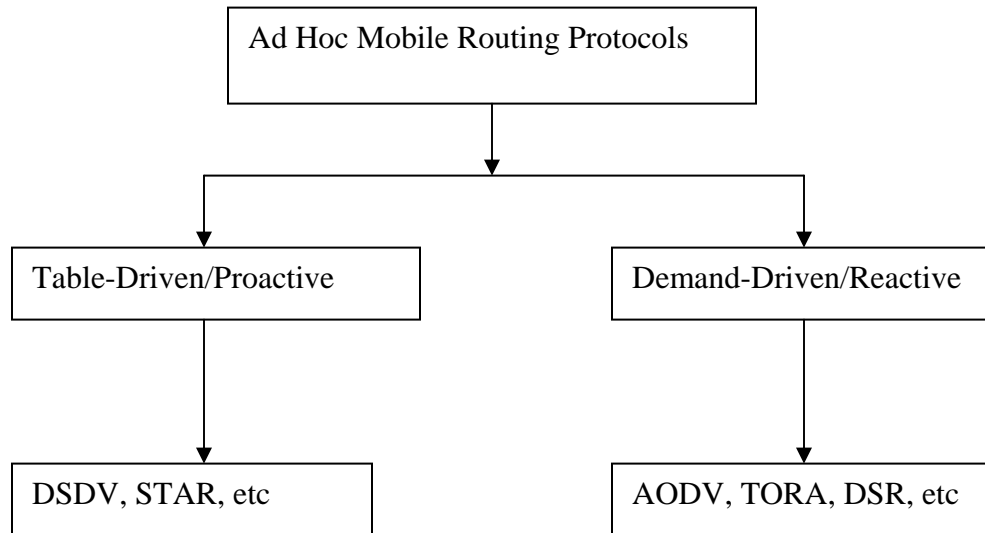 Ad Hoc Mobile Routing Protocols
Table-Driven/Proactive
Demand-Driven/Reactive
DSDV, STAR, etc
AODV, TORA, DSR, etc